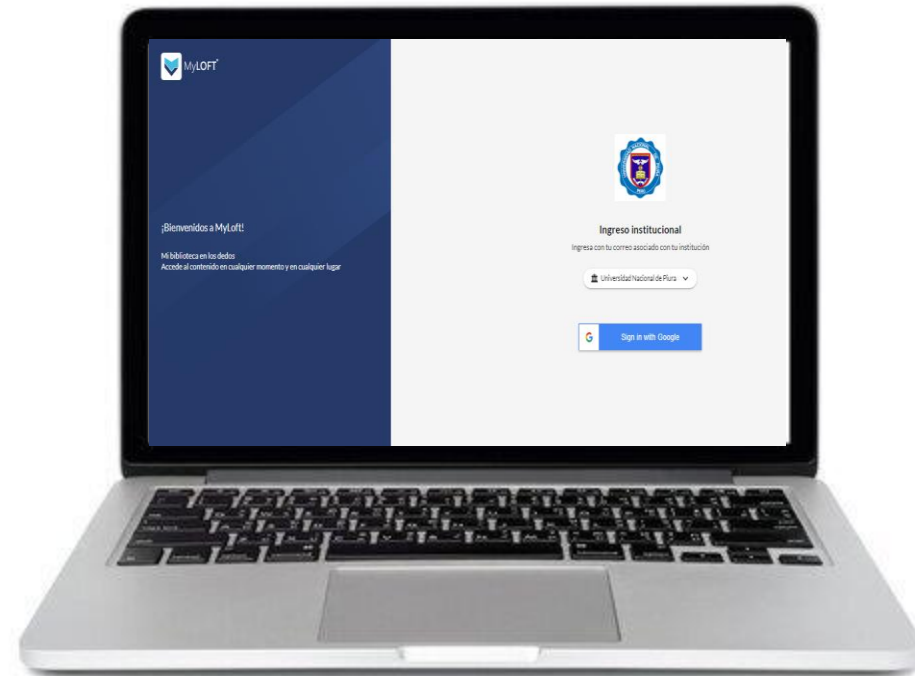 MyLOFT
¡Bienvenidos a MyLoft!
Mi biblioteca en los dedos
Accede al contenido en cualquier momento y en cualquier lugar
Ingreso institucional
Ingresa con tu correo asociado con tu institución
Universidad Nacional de Piura
Sign in with Google